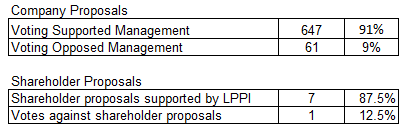 Company Proposals
Voting Supported Management 647 91%
Voting Opposed Management 61 9%
Shareholder Proposals
Shareholder proposals supported by LPPI 7 87.5%
Votes against shareholder proposals 1 12.5%